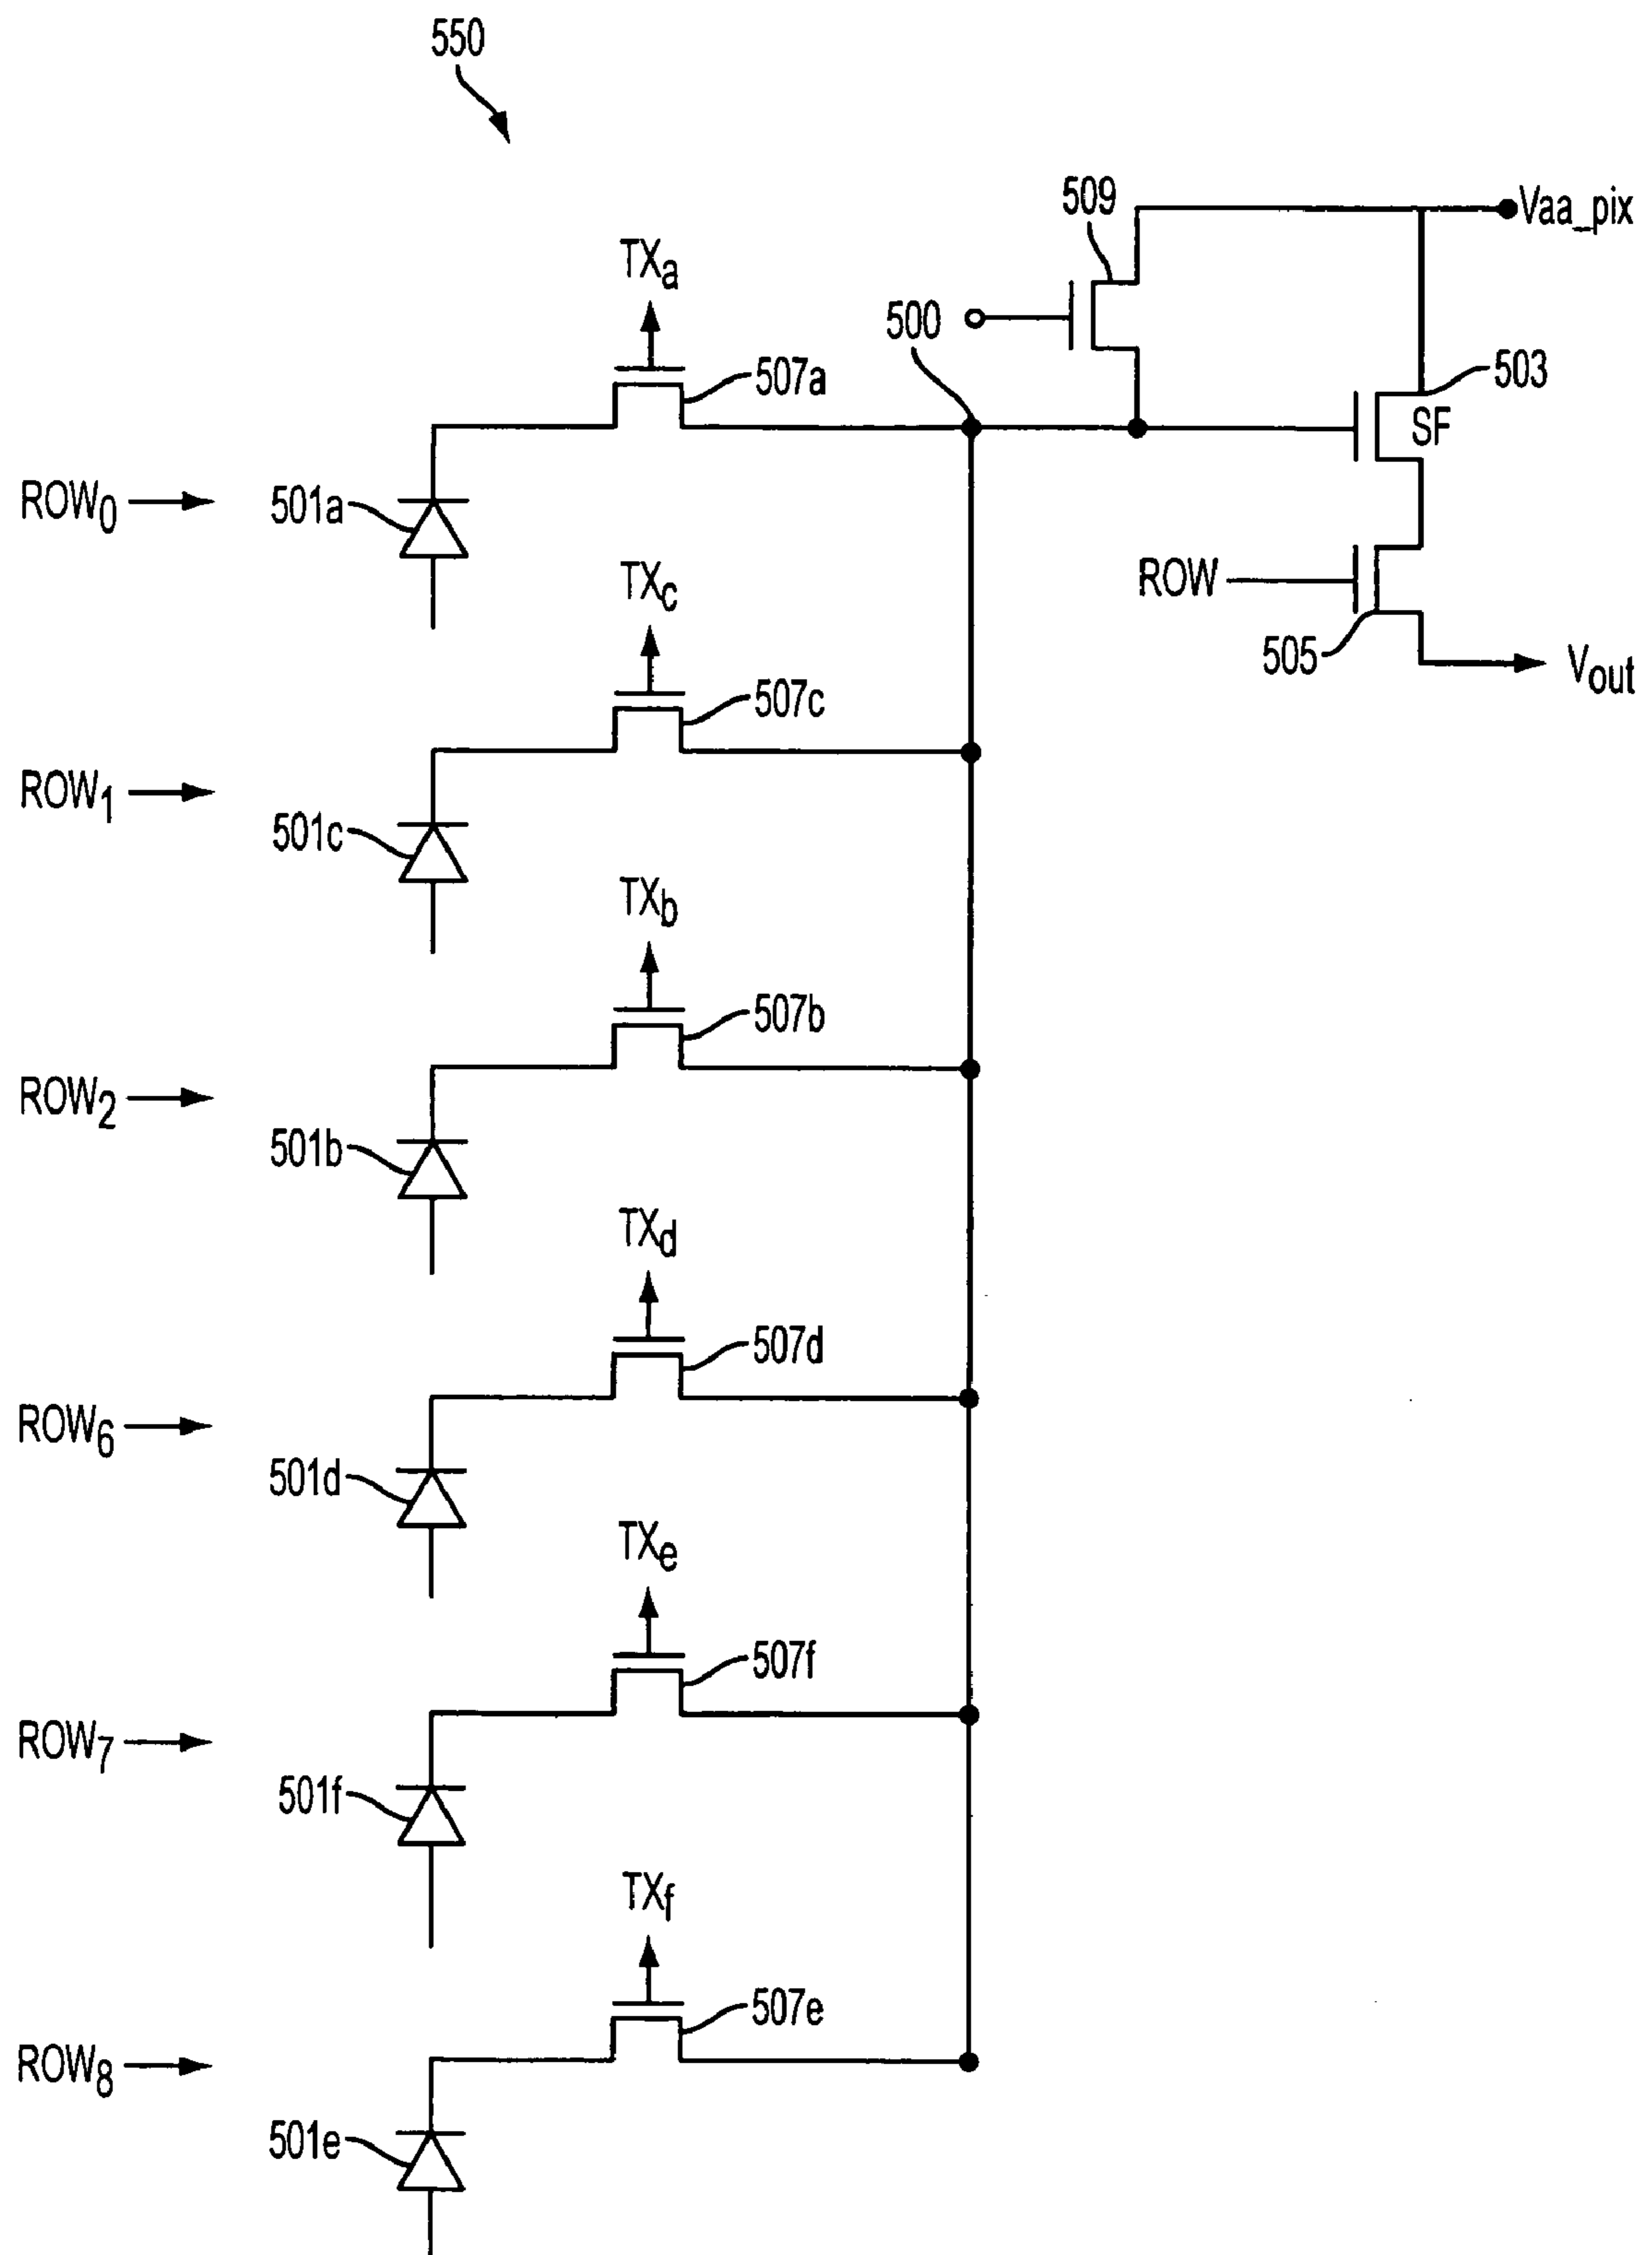 550
509
Vaa_pix
TXa
500
507a
503
SF
ROW0
501a
TXc
ROW
505
Vout
507c
ROW1
501c
TXb
507b
ROW2
501b
TXd
507d
ROW6
501d
TXe
507f
ROW7
501f
TXf
507e
ROW8
501e